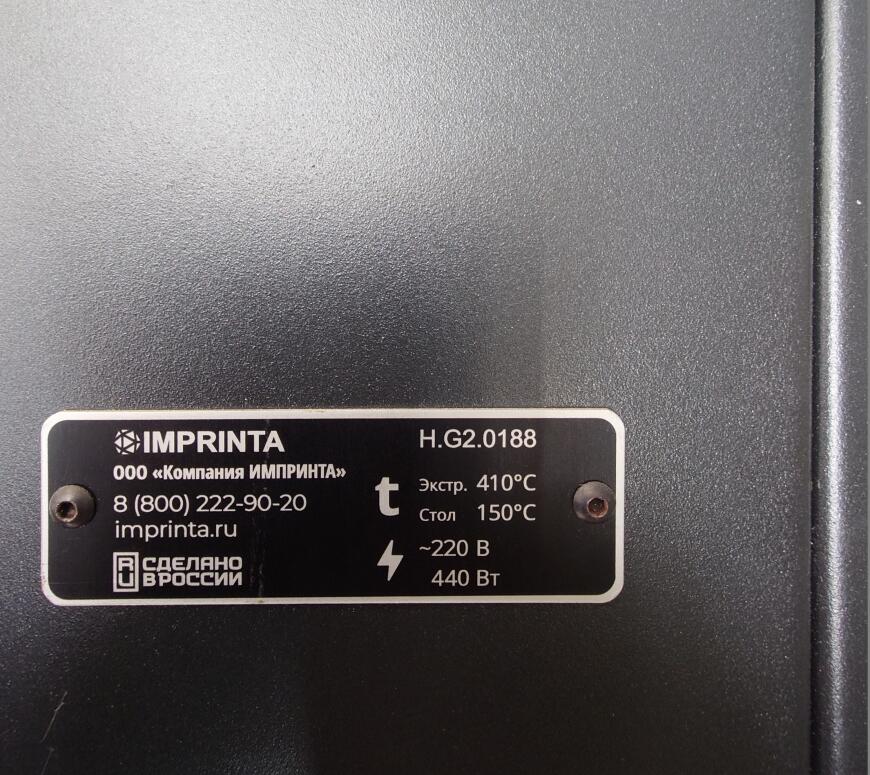 IMPRINTA
ООО «Компания ИМПРИНТА»
8 (800) 222-90-20
imprinta.ru
RU СДЕЛАНО
В РОССИИ
H.G2.0188
t Экстр. 410°C
Стол 150°C
~220 В
440 Вт